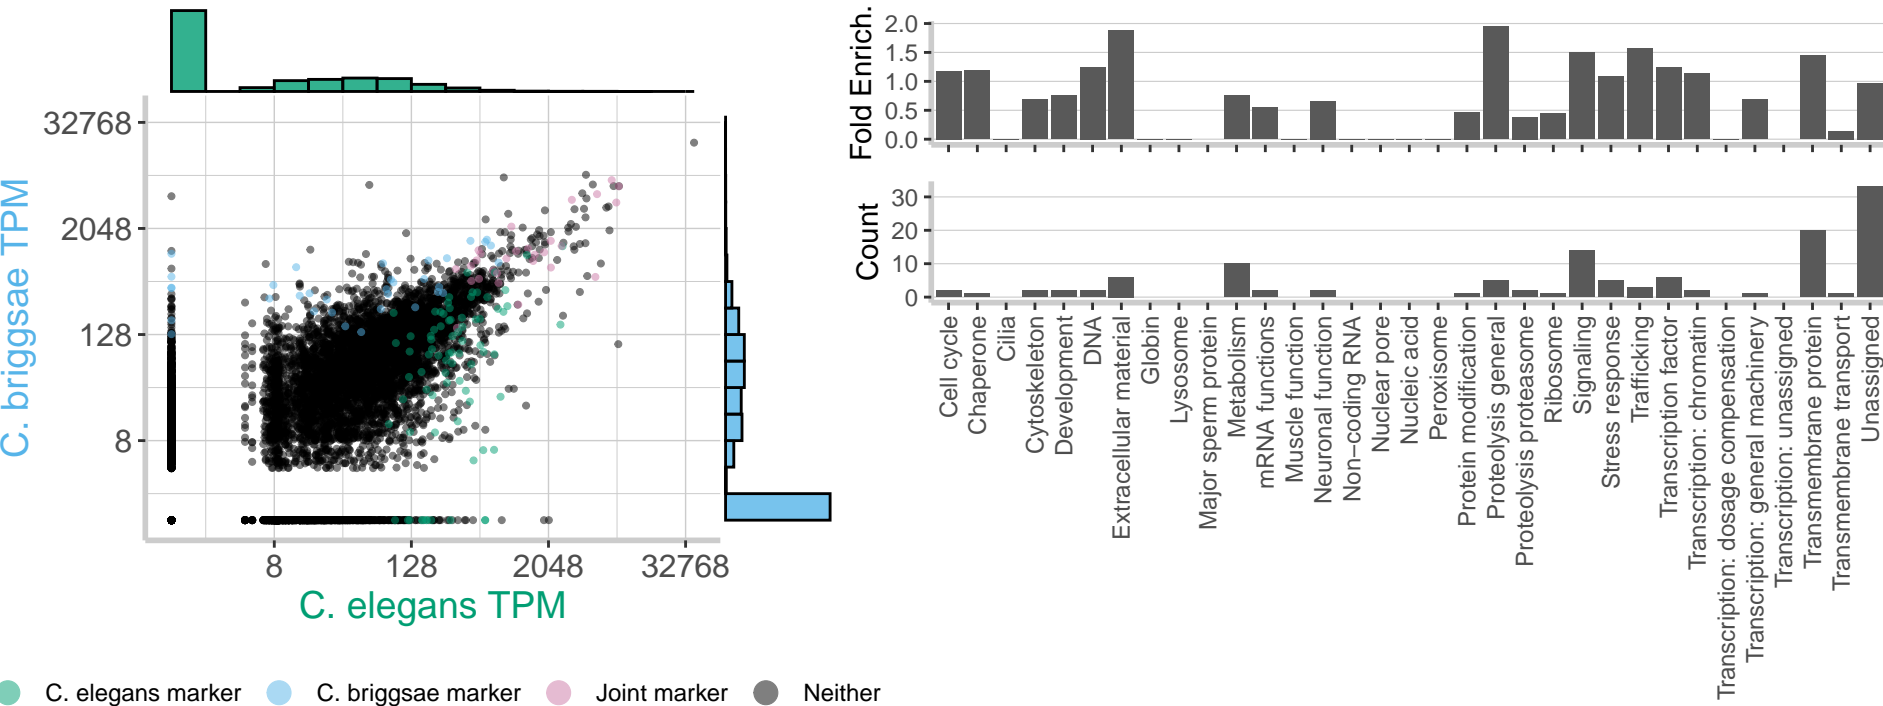 C. briggsae TPM
32768
2048
128
8
8
128
2048
32768
C. elegans TPM
C. elegans marker
C. briggsae marker
Joint marker
Neither
Fold Enrich.
2.0
1.5
1.0
0.5
0.0
Count
30
20
10
0
Cell cycle
Chaperone
Cilia
Cytoskeleton
Development
DNA
Extracellular material
Globin
Lysosome
Major sperm protein
Metabolism
mRNA functions
Muscle function
Neuronal function
Non−coding RNA
Nuclear pore
Nucleic acid
Peroxisome
Protein modification
Proteolysis general
Proteolysis proteasome
Ribosome
Signaling
Stress response
Trafficking
Transcription factor
Transcription: chromatin
Transcription: dosage compensation
Transcription: general machinery
Transcription: unassigned
Transmembrane protein
Transmembrane transport
Unassigned